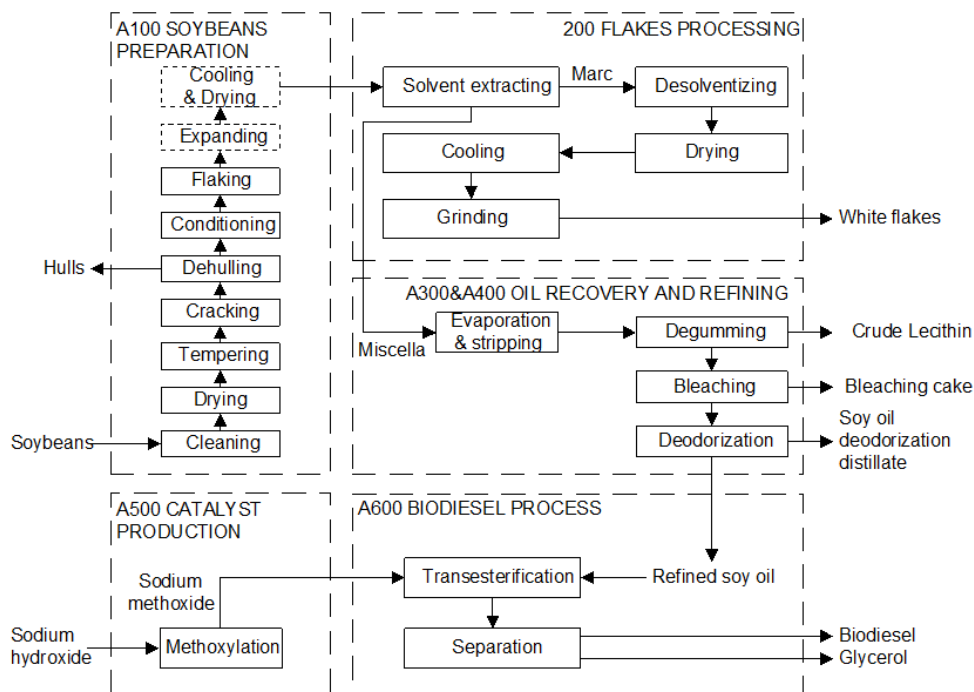 A100 SOYBEANS
PREPARATION
Cooling
& Drying
Expanding
Flaking
Conditioning
Hulls
Dehulling
Cracking
Tempering
Drying
Soybeans
Cleaning
200 FLAKES PROCESSING
Solvent extracting
Marc
Desolventizing
Cooling
Drying
Grinding
White flakes
A300&A400 OIL RECOVERY AND REFINING
Miscella
Evaporation
& stripping
Degumming
Crude Lecithin
Bleaching
Bleaching cake
Deodorization
Soy oil
deodorization
distillate
A500 CATALYST
PRODUCTION
Sodium
methoxide
Sodium
hydroxide
Methoxylation
A600 BIODIESEL PROCESS
Transesterification
Refined soy oil
Separation
Biodiesel
Glycerol